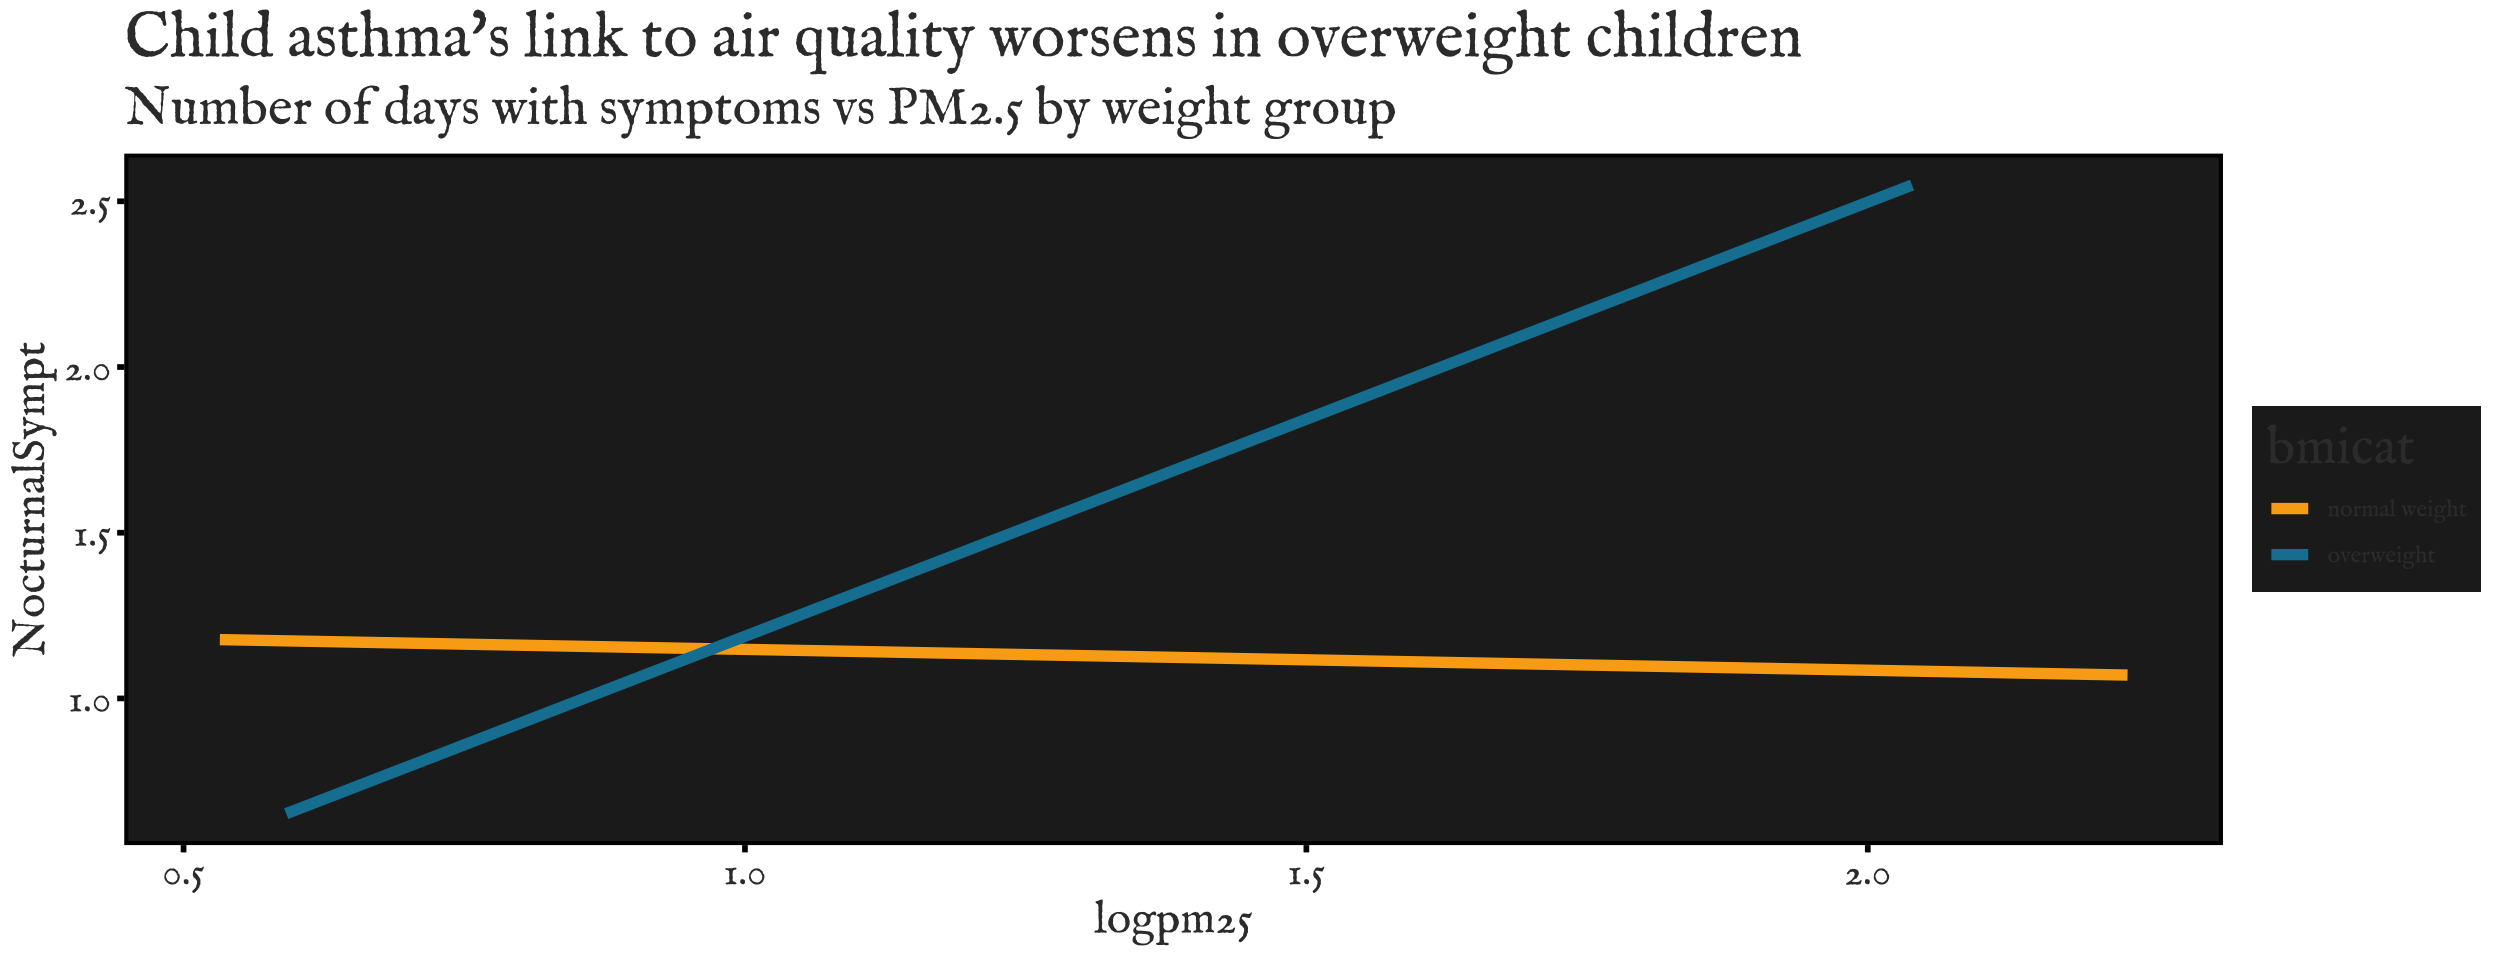 Child asthma’s link to air quality worsens in overweight children
Number of days with symptoms vs PM2.5 by weight group
2.5
2.0
1.5
1.0
NocturnalSympt
0.5
1.0
1.5
2.0
logpm25
bmicat
normal weight
overweight